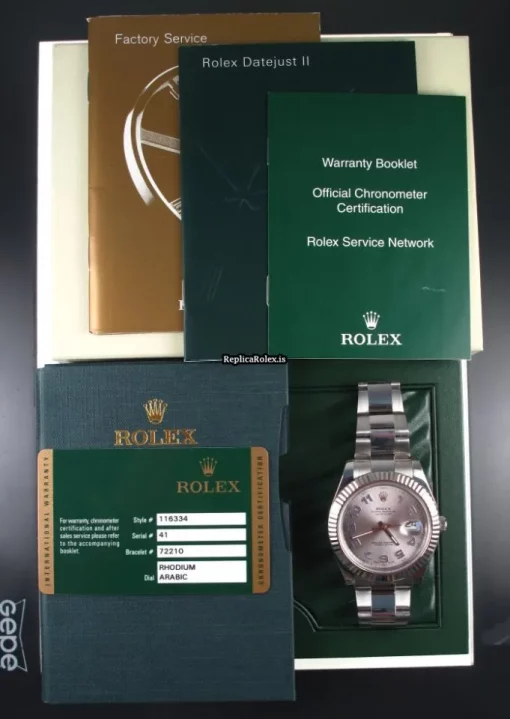 Factory Service
Rolex Datejust II
Warranty Booklet
Official Chronometer
Certification
Rolex Service Network
ROLEX
ReplicaRolex.is
ROLEX
INTERNATIONAL WARRANTY
ROLEX
For warranty, chronometer
certification and after
sales service please refer
to the accompanying
booklet.
Style # 116334
Serial # 41
Bracelet # 72210
RHODIUM
Dial ARABIC
CHRONOMETER CERTIFICATION
ROLEX
Gepe